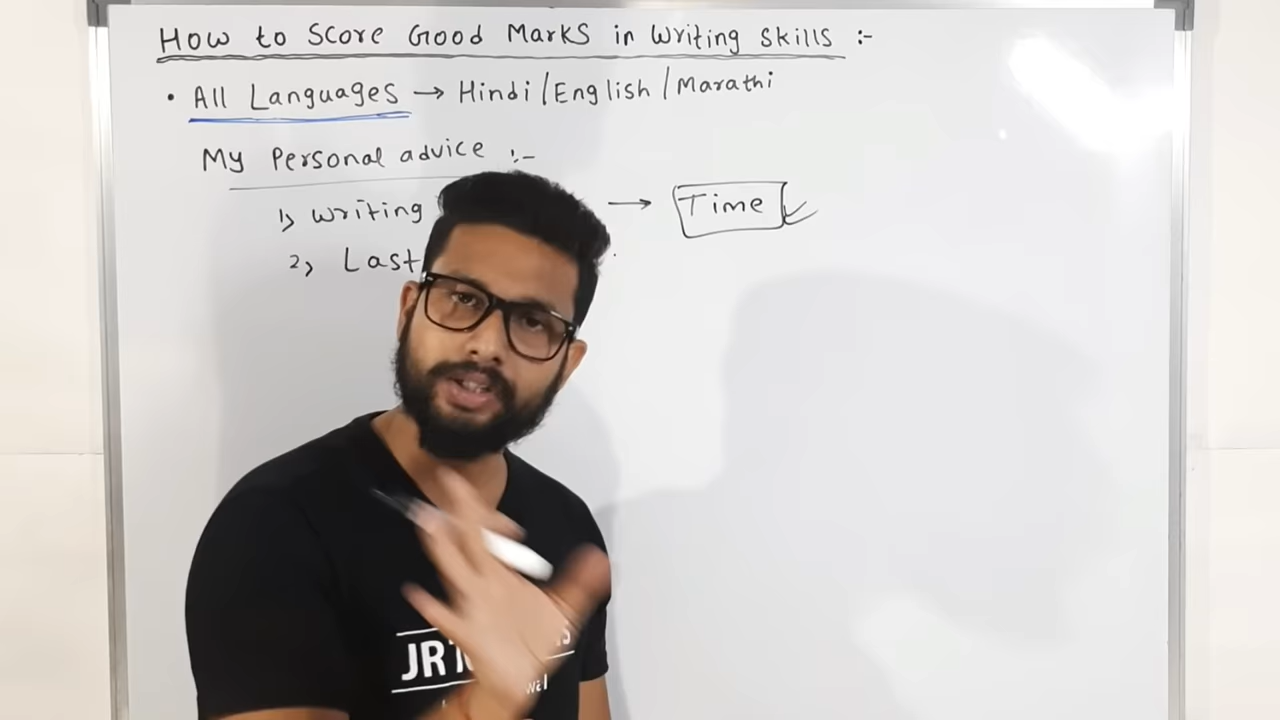 How to Score Good Marks in Writing Skills :-
• All Languages → Hindi/English/Marathi
My Personal advice :-
1) Writing → Time ✓
2) Last
JR